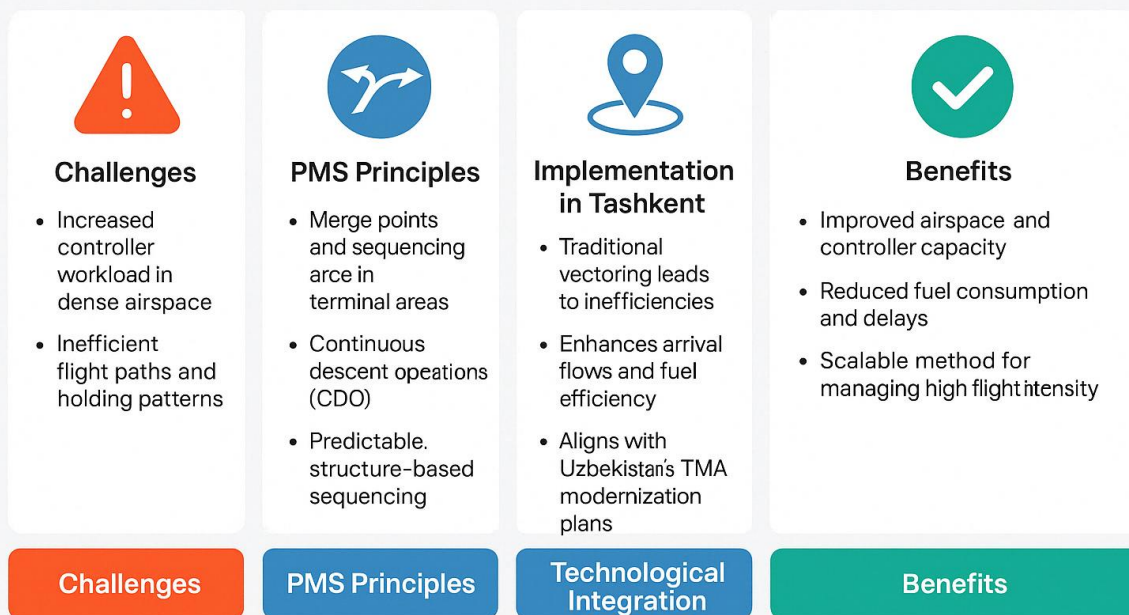 Challenges
• Increased
controller
workload in
dense airspace
• Inefficient
flight paths and
holding patterns
PMS Principles
• Merge points
and sequencing
arce in
terminal areas
• Continuous
descent operations
(CDO)
• Predictable.
structure-based
sequencing
Implementation
in Tashkent
• Traditional
vectoring leads
to inefficiencies
• Enhances arrival
flows and fuel
efficiency
• Aligns with
Uzbekistan's TMA
modernization
plans
Benefits
• Improved airspace and
controller capacity
• Reduced fuel consumption
and delays
• Scalable method for
managing high flight intensity
Challenges
PMS Principles
Technological
Integration
Benefits